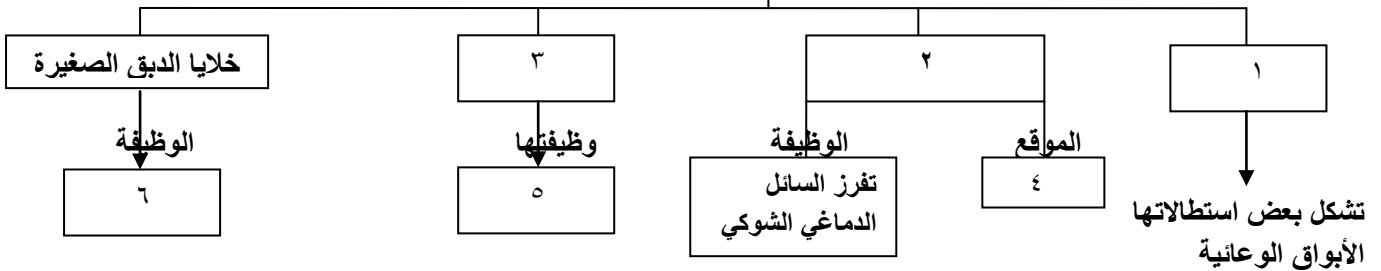 ١
٢
٣
خلايا الدبق الصغيرة
الموقع
الوظيفة
وظيفتها
الوظيفة
تشكل بعض استطالاتها
الأبواق الوعائية
٤
تفرز السائل
الدماغي الشوكي
٥
٦